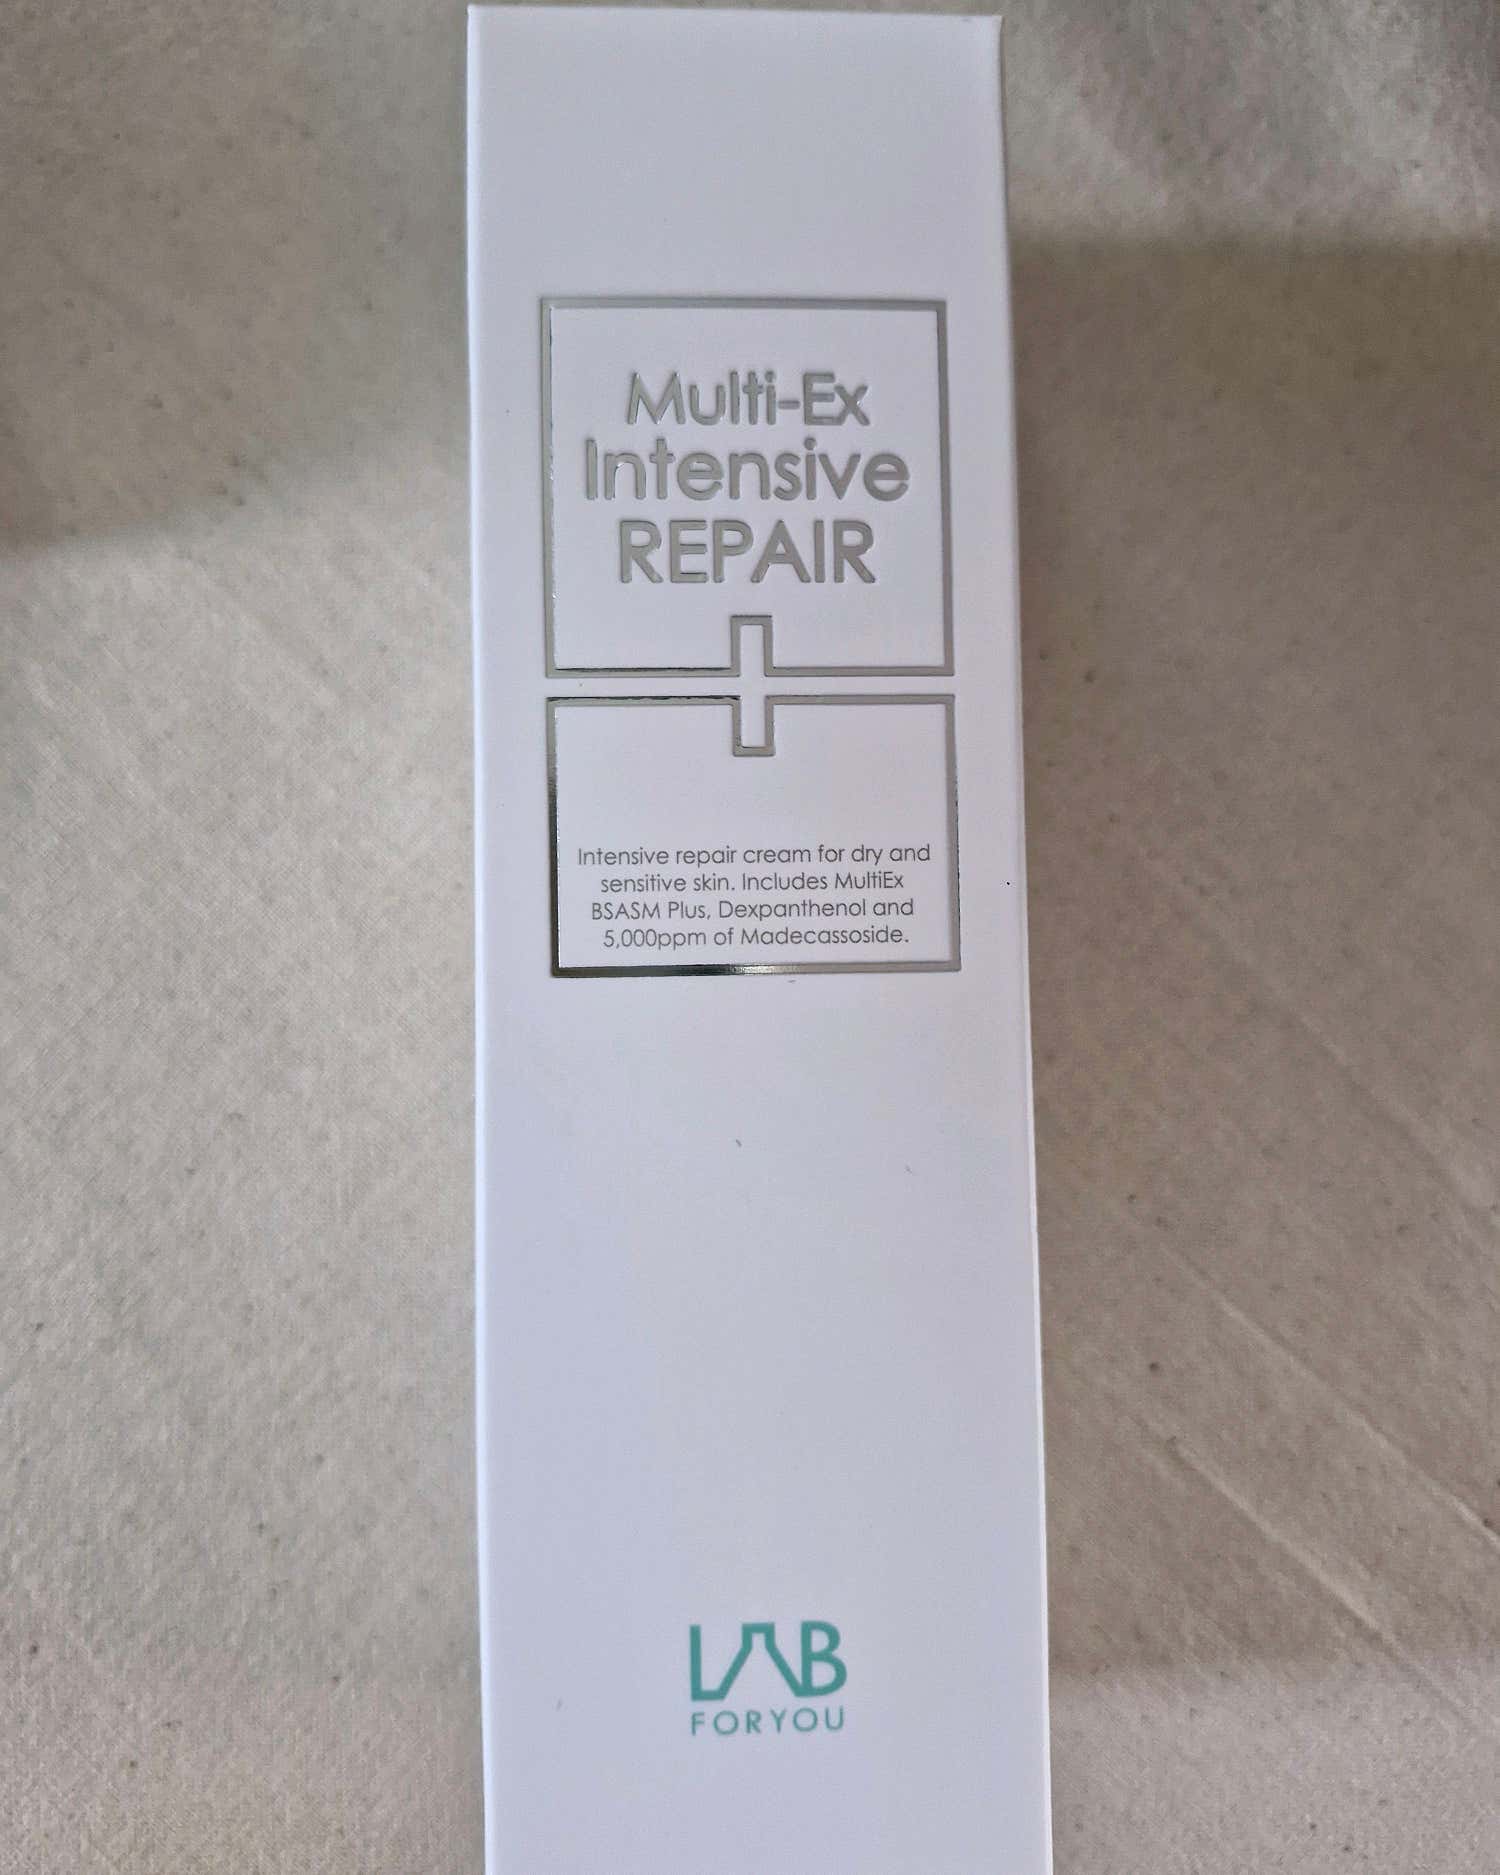 Multi-Ex
Intensive
REPAIR
Intensive repair cream for dry and
sensitive skin. Includes MultiEx
BSASM Plus, Dexpanthenol and
5,000ppm of Madecassoside.
LAB
FORYOU